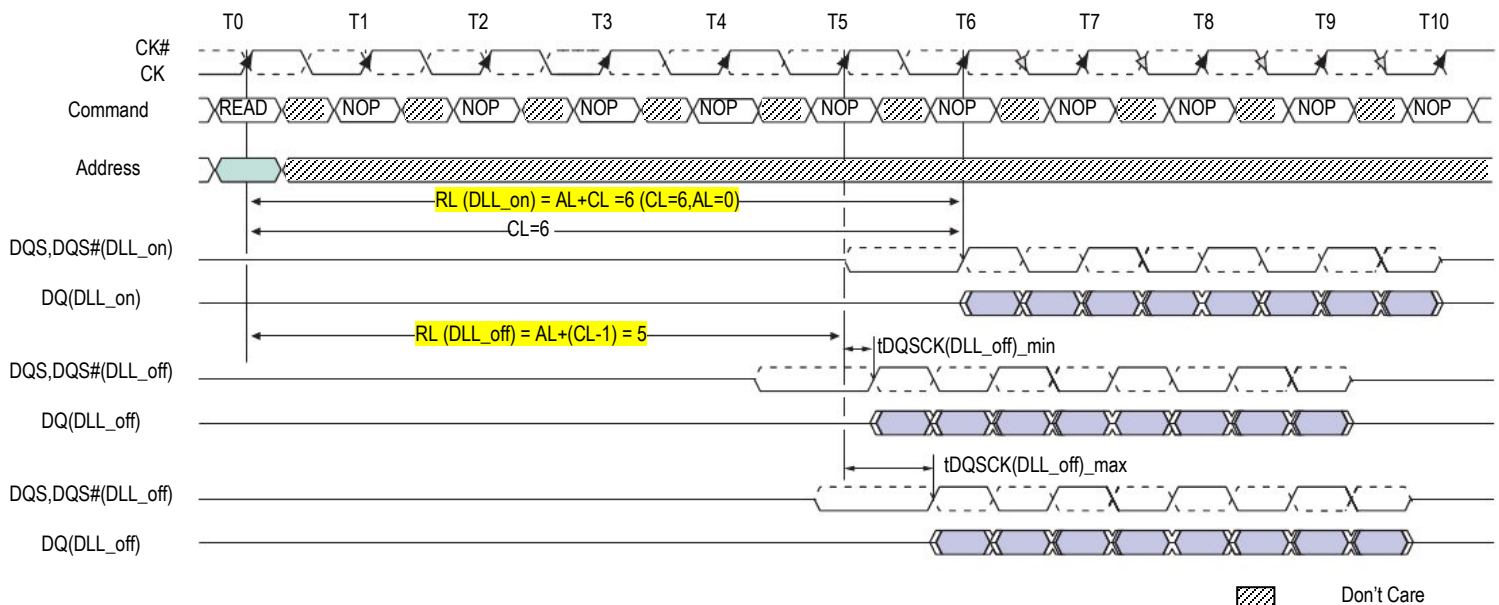 T0 T1 T2 T3 T4 T5 T6 T7 T8 T9 T10
CK#
CK
Command READ NOP NOP NOP NOP NOP NOP NOP NOP NOP NOP
Address
RL (DLL_on) = AL+CL =6 (CL=6,AL=0)
CL=6
DQS,DQS#(DLL_on)
DQ(DLL_on)
RL (DLL_off) = AL+(CL-1) = 5
tDQSCK(DLL_off)_min
DQS,DQS#(DLL_off)
DQ(DLL_off)
tDQSCK(DLL_off)_max
DQS,DQS#(DLL_off)
DQ(DLL_off)
Don't Care